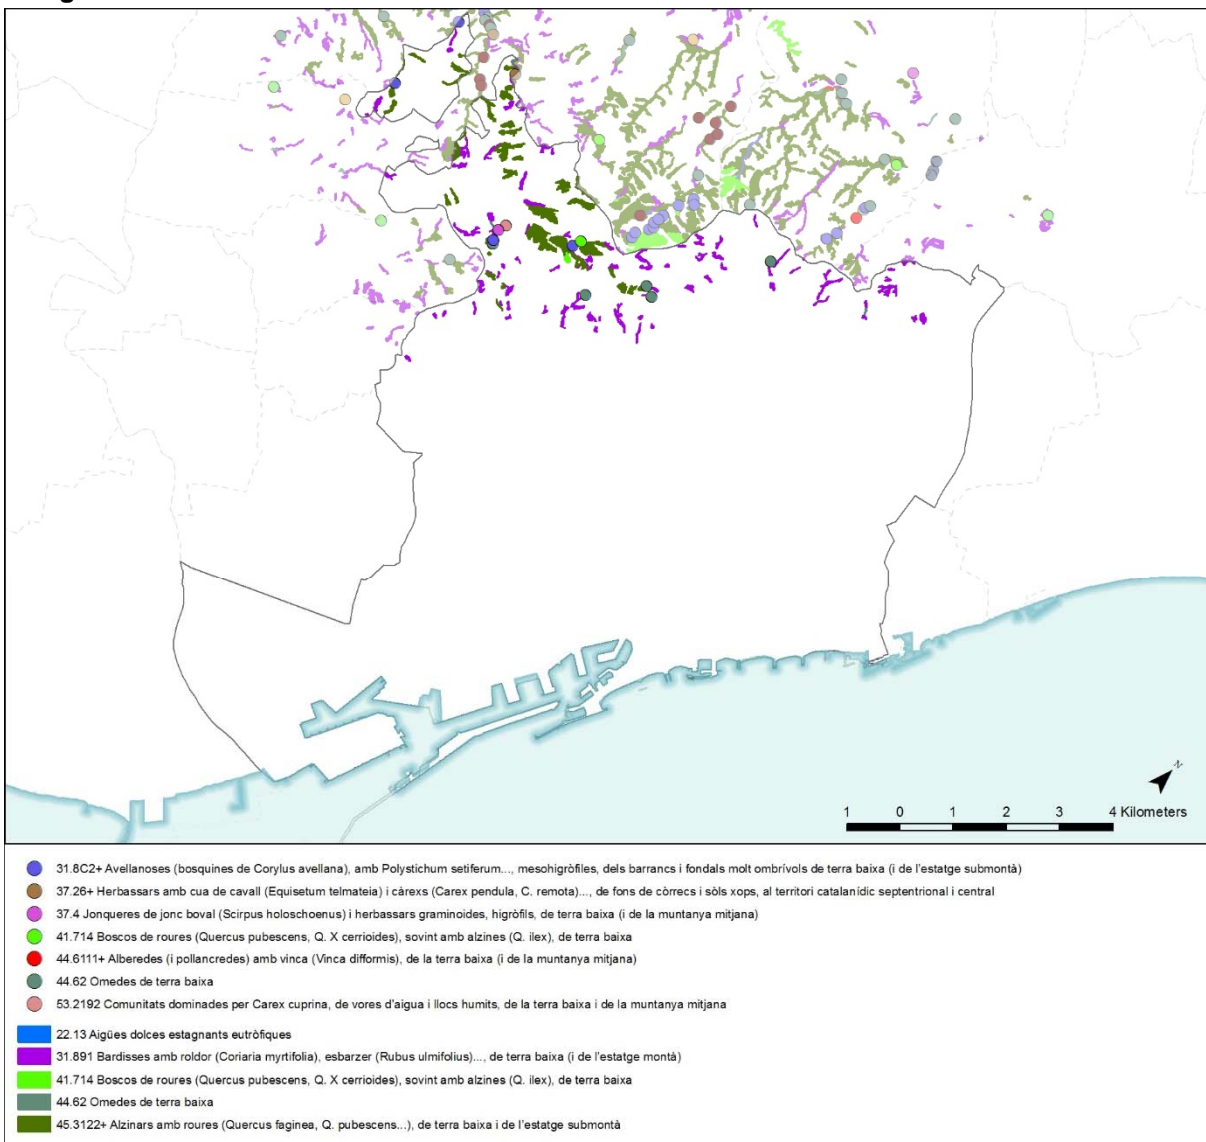 N
1 0 1 2 3 4 Kilometers
31.8C2+ Avellanoses (bosquines de Corylus avellana), amb Polystichum setiferum..., mesohigròfiles, dels barrancs i fondals molt ombrívols de terra baixa (i de l'estatge submontà)
37.26+ Herbassars amb cua de cavall (Equisetum telmateia) i càrexs (Carex pendula, C. remota)..., de fons de còrrecs i sòls xops, al territori catalanídic septentrional i central
37.4 Jonqueres de jonc boval (Scirpus holoschoenus) i herbassars graminoides, higròfils, de terra baixa (i de la muntanya mitjana)
41.714 Boscos de roures (Quercus pubescens, Q. X cerrioides), sovint amb alzines (Q. ilex), de terra baixa
44.6111+ Alberedes (i pollancredes) amb vinca (Vinca difformis), de la terra baixa (i de la muntanya mitjana)
44.62 Omedes de terra baixa
53.2192 Comunitats dominades per Carex cuprina, de vores d'aigua i llocs humits, de la terra baixa i de la muntanya mitjana
22.13 Aigües dolces estagnants eutròfiques
31.891 Bardisses amb roldor (Coriaria myrtifolia), esbarzer (Rubus ulmifolius)..., de terra baixa (i de l'estatge montà)
41.714 Boscos de roures (Quercus pubescens, Q. X cerrioides), sovint amb alzines (Q. ilex), de terra baixa
44.62 Omedes de terra baixa
45.3122+ Alzinars amb roures (Quercus faginea, Q. pubescens...), de terra baixa i de l'estatge submontà